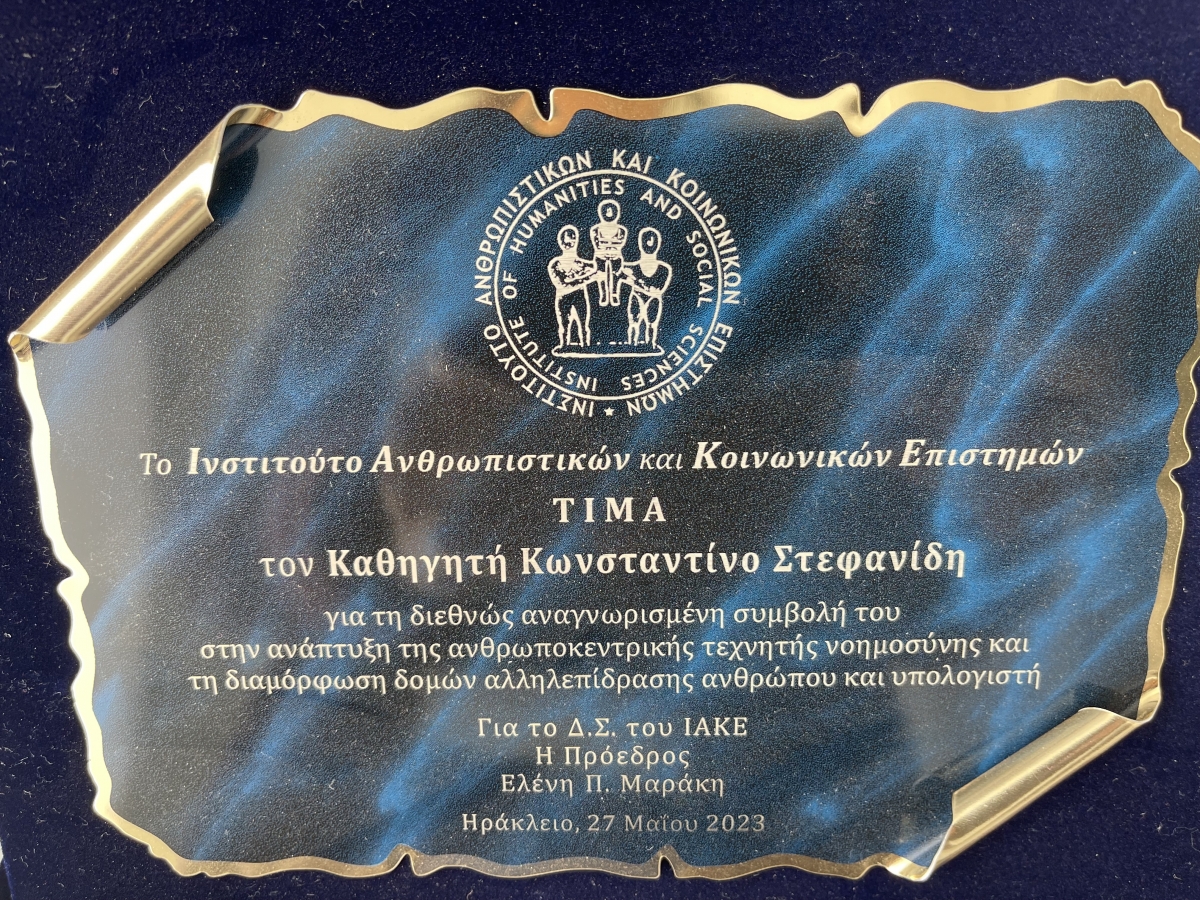 ΙΝΣΤΙΤΟΥΤΟ ΑΝΘΡΩΠΙΣΤΙΚΩΝ ΚΑΙ ΚΟΙΝΩΝΙΚΩΝ ΕΠΙΣΤΗΜΩΝ ★
INSTITUTE OF HUMANITIES AND SOCIAL SCIENCES
Το Ινστιτούτο Ανθρωπιστικών και Κοινωνικών Επιστημών
ΤΙΜΑ
τον Καθηγητή Κωνσταντίνο Στεφανίδη
για τη διεθνώς αναγνωρισμένη συμβολή του
στην ανάπτυξη της ανθρωποκεντρικής τεχνητής νοημοσύνης και
τη διαμόρφωση δομών αλληλεπίδρασης ανθρώπου και υπολογιστή
Για το Δ.Σ. του ΙΑΚΕ
Η Πρόεδρος
Ελένη Π. Μαράκη
Ηράκλειο, 27 Μαΐου 2023